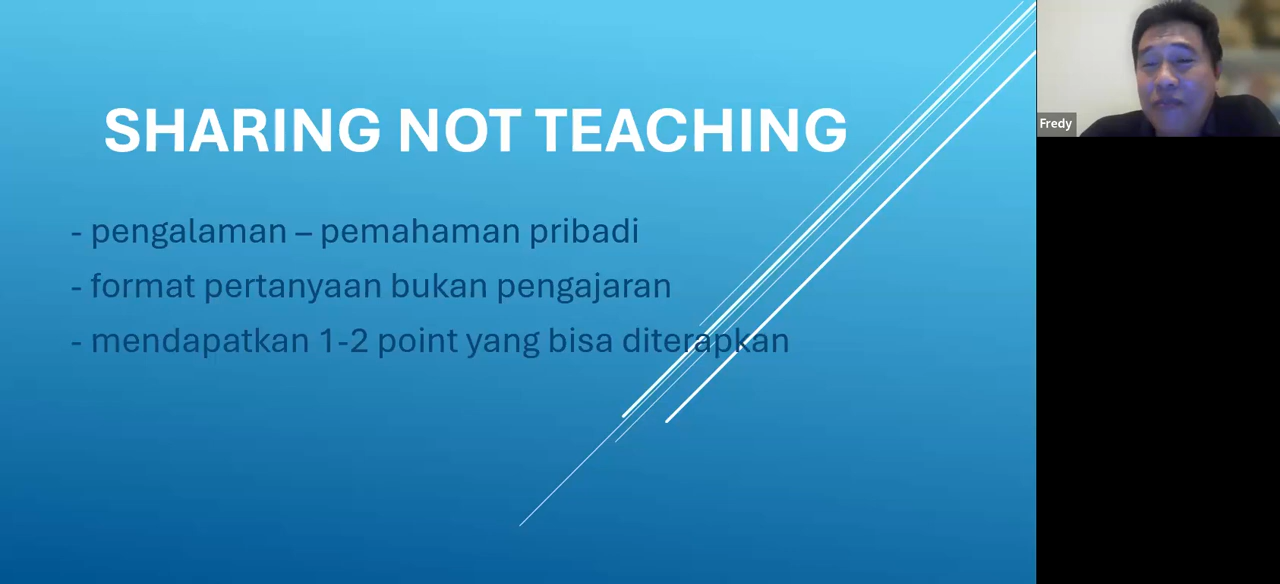 SHARING NOT TEACHING
- pengalaman – pemahaman pribadi
- format pertanyaan bukan pengajaran
- mendapatkan 1-2 point yang bisa diterapkan
Fredy